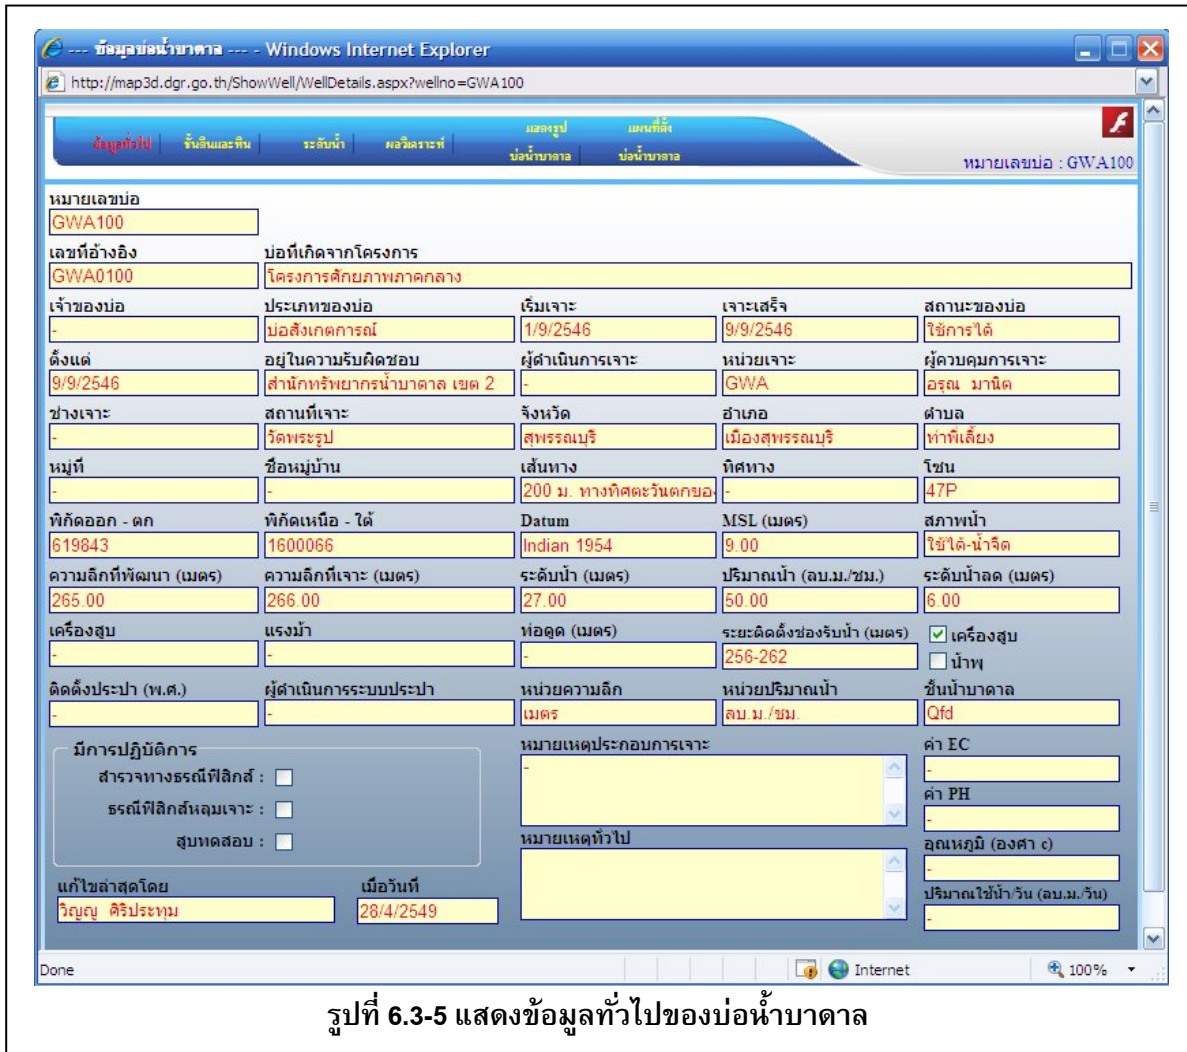 --- ข้อมูลบ่อน้ำบาดาล --- - Windows Internet Explorer
http://map3d.dgr.go.th/ShowWell/WellDetails.aspx?wellno=GWA100
ข้อมูลทั่วไป ชั้นดินและหิน ระดับน้ำ ผลวิเคราะห์ แสดงรูป แผนที่ตั้ง
บ่อน้ำบาดาล บ่อน้ำบาดาล
หมายเลขบ่อ : GWA100
หมายเลขบ่อ
GWA100
เลขที่อ้างอิง บ่อที่เกิดจากโครงการ
GWA0100 โครงการศักยภาพภาคกลาง
เจ้าของบ่อ ประเภทของบ่อ เริ่มเจาะ เจาะเสร็จ สถานะของบ่อ
- บ่อสังเกตการณ์ 1/9/2546 9/9/2546 ใช้การได้
ตั้งแต่ อยู่ในความรับผิดชอบ ผู้ดำเนินการเจาะ หน่วยเจาะ ผู้ควบคุมการเจาะ
9/9/2546 สำนักทรัพยากรน้ำบาดาล เขต 2 - GWA อรุณ มานิต
ช่างเจาะ สถานที่เจาะ จังหวัด อำเภอ ตำบล
- วัดพระรูป สุพรรณบุรี เมืองสุพรรณบุรี ท่าพี่เลี้ยง
หมู่ที่ ชื่อหมู่บ้าน เส้นทาง ทิศทาง โซน
- - 200 ม. ทางทิศตะวันตกของ - 47P
พิกัดออก - ตก พิกัดเหนือ - ใต้ Datum MSL (เมตร) สภาพน้ำ
619843 1600066 Indian 1954 9.00 ใช้ได้-น้ำจืด
ความลึกที่พัฒนา (เมตร) ความลึกที่เจาะ (เมตร) ระดับน้ำ (เมตร) ปริมาณน้ำ (ลบ.ม./ชม.) ระดับน้ำลด (เมตร)
265.00 266.00 27.00 50.00 6.00
เครื่องสูบ แรงม้า ท่อดูด (เมตร) ระยะติดตั้งช่องรับน้ำ (เมตร) เครื่องสูบ
- - - 256-262 น้ำพุ
ติดตั้งประปา (พ.ศ.) ผู้ดำเนินการระบบประปา หน่วยความลึก หน่วยปริมาณน้ำ ชั้นน้ำบาดาล
- - เมตร ลบ.ม./ชม. Qfd
มีการปฏิบัติการ หมายเหตุประกอบการเจาะ ค่า EC
สำรวจทางธรณีฟิสิกส์ : - -
ธรณีฟิสิกส์หลุมเจาะ : ค่า PH
-
สูบทดสอบ : หมายเหตุทั่วไป อุณหภูมิ (องศา c)
-
แก้ไขล่าสุดโดย เมื่อวันที่ ปริมาณใช้น้ำ/วัน (ลบ.ม./วัน)
วิญญู ศิริประทุม 28/4/2549 -
Done Internet 100%
รูปที่ 6.3-5 แสดงข้อมูลทั่วไปของบ่อน้ำบาดาล